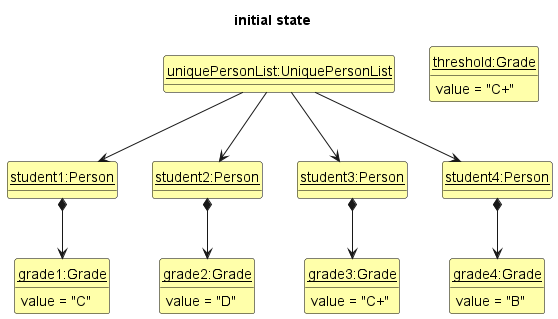 initial state
uniquePersonList:UniquePersonList
threshold:Grade
value = "C+"
student1:Person
student2:Person
student3:Person
student4:Person
grade1:Grade
value = "C"
grade2:Grade
value = "D"
grade3:Grade
value = "C+"
grade4:Grade
value = "B"